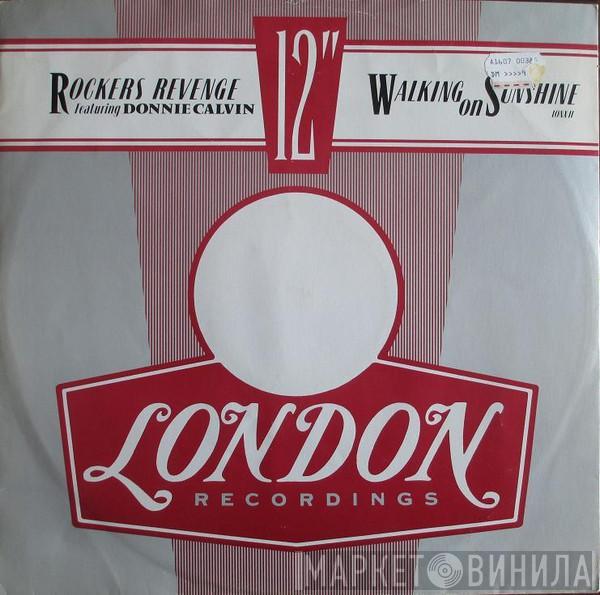 ROCKERS REVENGE
featuring DONNIE CALVIN
12"
WALKING on SUNSHINE
LONX 11
LONDON
RECORDINGS
МАРКЕТ ВИНИЛА